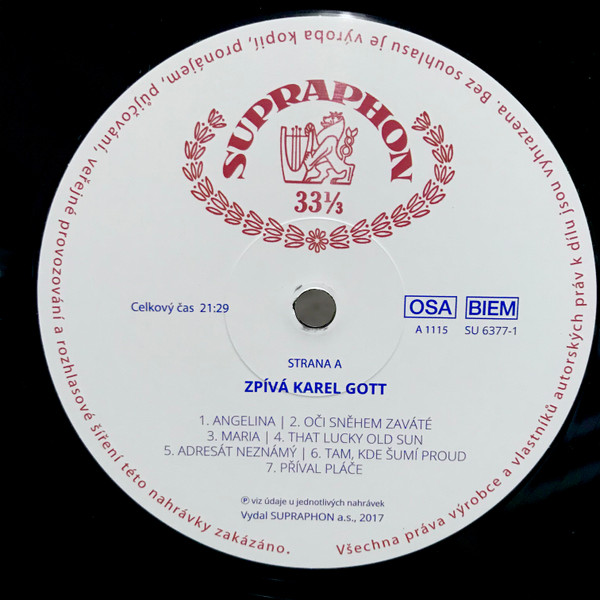 SUPRAPHON
33⅓
Celkový čas 21:29
OSA BIEM
A 1115 SU 6377-1
STRANA A
ZPÍVÁ KAREL GOTT
1. ANGELINA | 2. OČI SNĚHEM ZAVÁTÉ
3. MARIA | 4. THAT LUCKY OLD SUN
5. ADRESÁT NEZNÁMÝ | 6. TAM, KDE ŠUMÍ PROUD
7. PŘÍVAL PLÁČE
℗ viz údaje u jednotlivých nahrávek
Vydal SUPRAPHON a.s., 2017
Všechna práva výrobce a vlastníků autorských práv k dílu jsou vyhrazena. Bez souhlasu je výroba kopií, pronájem, půjčování, veřejné provozování a rozhlasové šíření této nahrávky zakázáno.